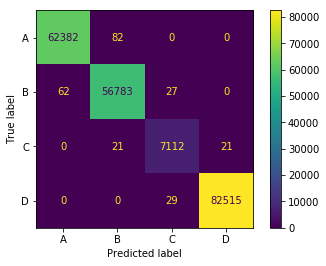 A 62382 82 0 0
B 62 56783 27 0
C 0 21 7112 21
D 0 0 29 82515
A B C D
Predicted label
True label
80000
70000
60000
50000
40000
30000
20000
10000
0